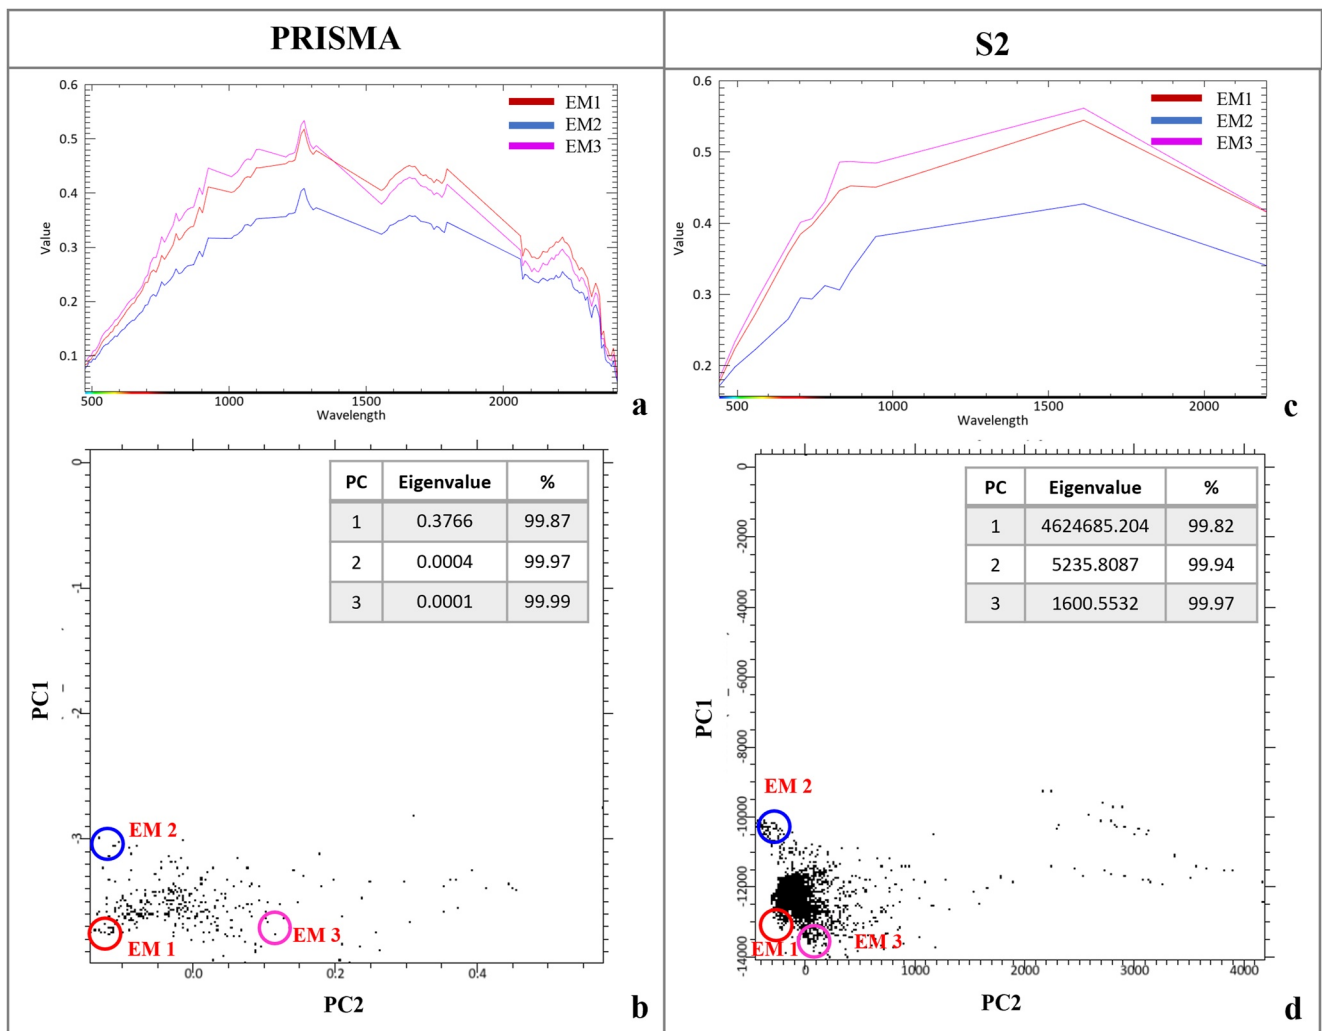 PRISMA
S2
0.6
0.5
0.4
0.3
0.2
0.1
Value
EM1
EM2
EM3
500
1000
1500
2000
Wavelength
a
0.6
0.5
0.4
0.3
0.2
Value
EM1
EM2
EM3
500
1000
1500
2000
Wavelength
c
PC Eigenvalue %
1 0.3766 99.87
2 0.0004 99.97
3 0.0001 99.99
0
-1
-2
-3
PC1
EM 2
EM 1
EM 3
0.0
0.2
0.4
PC2
b
PC Eigenvalue %
1 4624685.204 99.82
2 5235.8087 99.94
3 1600.5532 99.97
0
-2000
-4000
-6000
-8000
-10000
-12000
-14000
PC1
EM 2
EM 1
EM 3
0
1000
2000
3000
4000
PC2
d